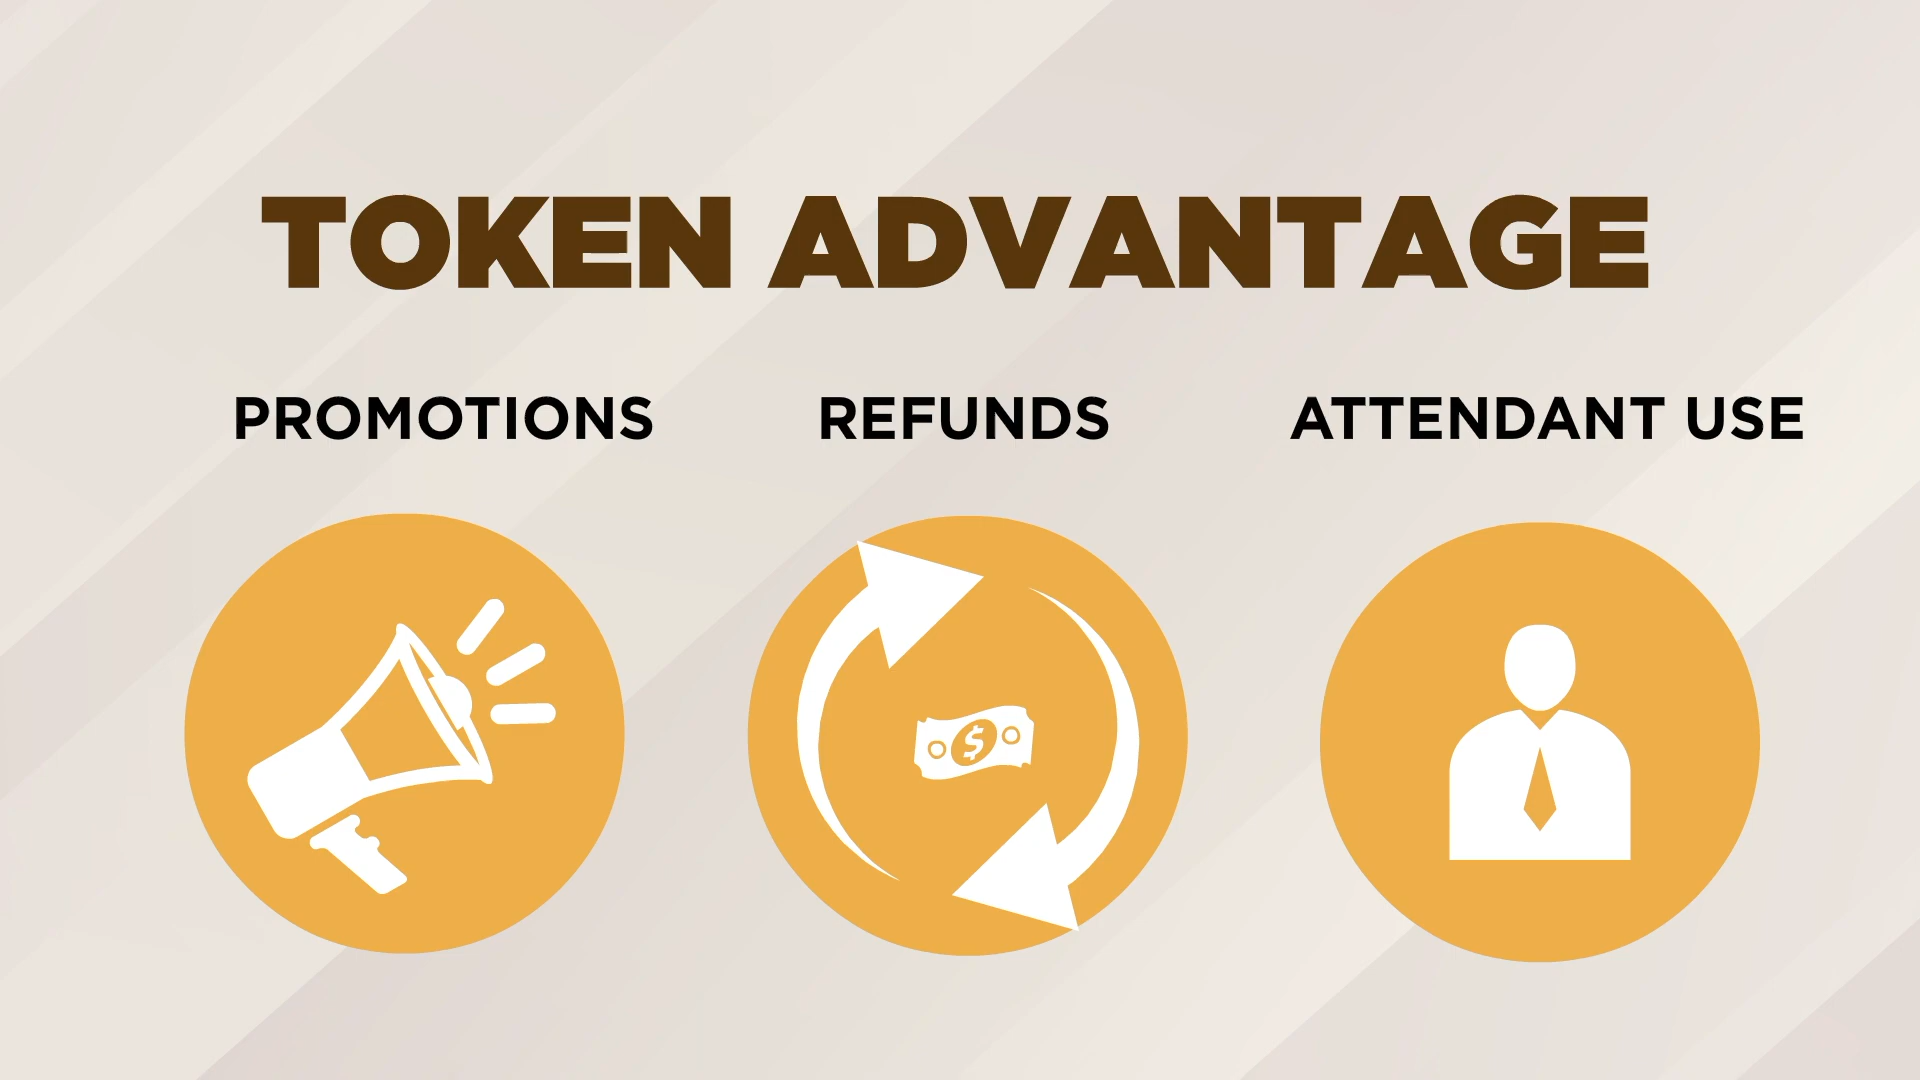 TOKEN ADVANTAGE
PROMOTIONS
REFUNDS
ATTENDANT USE
$